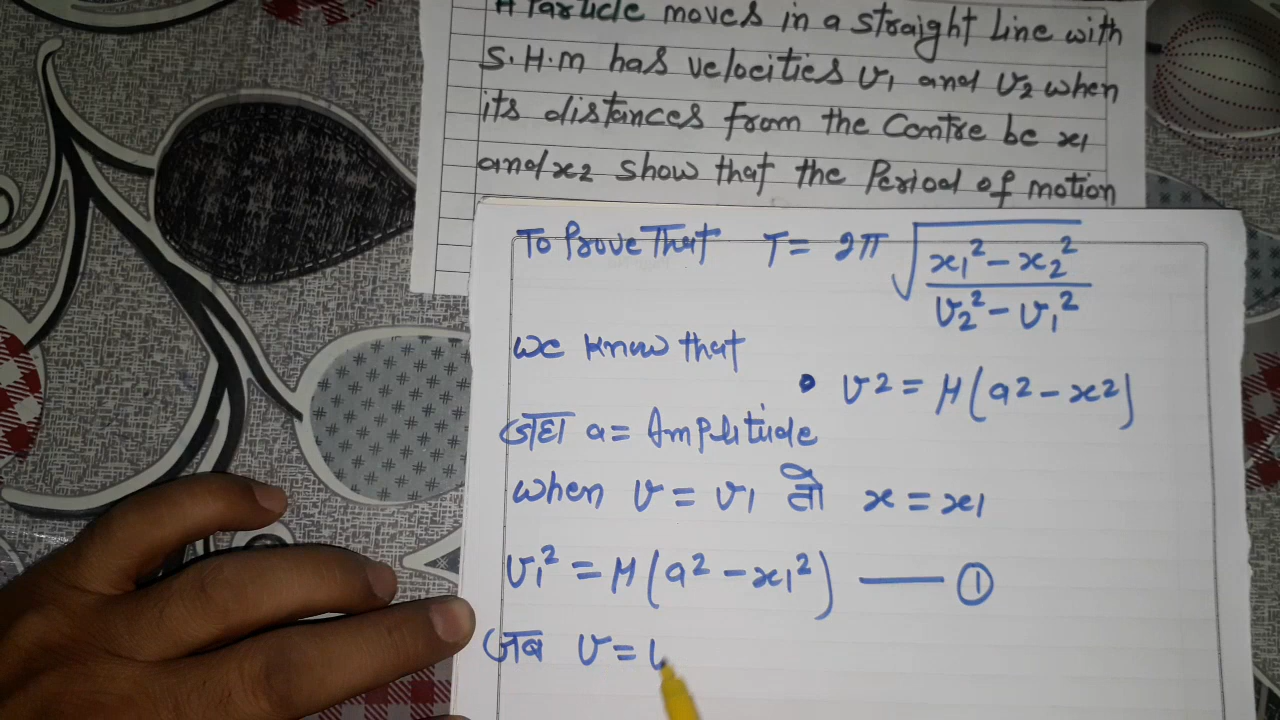 A Particle moves in a straight Line with
S.H.m has velocities v₁ and v₂ when
its distances from the Centre be x₁
and x₂ show that the Period of motion
To Prove That T = 2π √((x₁² - x₂²)/(v₂² - v₁²))
We know that
v² = μ(a² - x²)
जहा a = Amplitude
when v = v₁ तो x = x₁
v₁² = μ(a² - x₁²) —— ①
जब v =